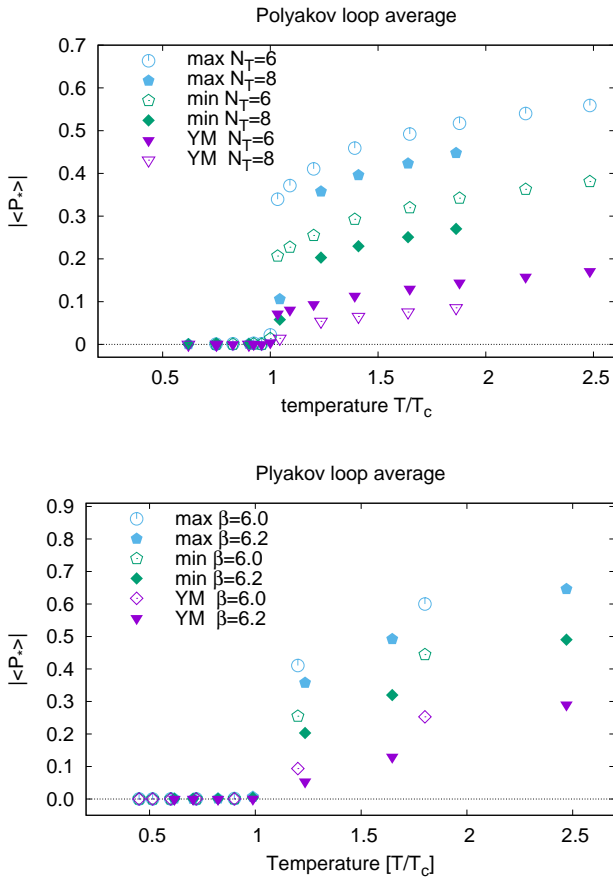 Polyakov loop average
0.7
0.6
0.5
0.4
0.3
0.2
0.1
0
|<P*>|
max N_T=6
max N_T=8
min N_T=6
min N_T=8
YM N_T=6
YM N_T=8
0.5 1 1.5 2 2.5
temperature T/T_c
Plyakov loop average
0.9
0.8
0.7
0.6
0.5
0.4
0.3
0.2
0.1
0.0
|<P*>|
max β=6.0
max β=6.2
min β=6.0
min β=6.2
YM β=6.0
YM β=6.2
0.5 1 1.5 2 2.5
Temperature [T/T_c]